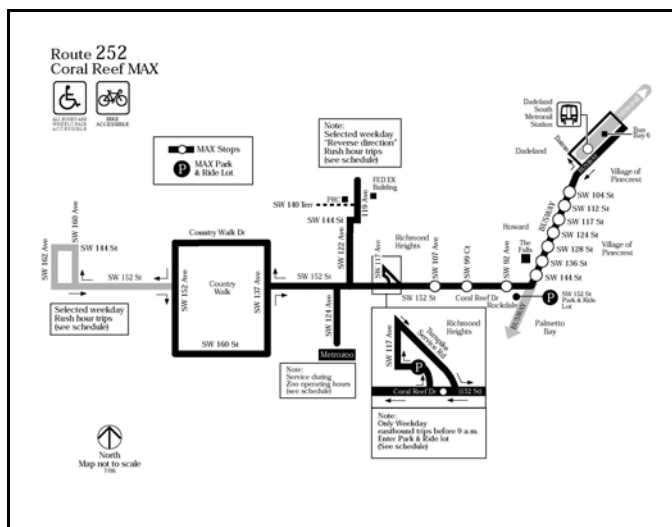 Route 252
Coral Reef MAX
ALL BUSES ARE
WHEELCHAIR
ACCESSIBLE
BIKE
ACCESSIBLE
MAX Stops
P
MAX Park
& Ride Lot
Note:
Selected weekday
"Reverse direction"
Rush hour trips
(see schedule)
Dadeland
South
Metrorail
Station
Bus
Bay 6
Dadeland
BUSWAY
Village of
Pinecrest
SW 104 St
SW 112 St
BUSWAY
SW 117 St
SW 124 St
Village of
Pinecrest
SW 128 St
SW 136 St
SW 144 St
PRC
FED EX
Building
SW 140 Terr
119 Ave
SW 144 St
SW 122 Ave
Country Walk Dr
SW 160 Ave
SW 162 Ave
SW 144 St
SW 152 St
SW 152 Ave
Country
Walk
SW 137 Ave
SW 152 St
SW 160 St
Richmond
Heights
SW 117 Ave
SW 107 Ave
SW 99 Ct
SW 92 Ave
Howard
The
Falls
SW 152 St
Coral Reef Dr
Rockdale
P
SW 152 St
Park & Ride
Lot
BUSWAY
Palmetto
Bay
Selected weekday
Rush hour trips
(see schedule)
SW 124 Ave
Metrozoo
Note:
Service during
Zoo operating hours
(see schedule)
SW 117 Ave
Turnpike
Service Rd
Richmond
Heights
P
Coral Reef Dr
(152 St)
Note:
Only Weekday
eastbound trips before 9 a.m.
Enter Park & Ride lot
(See schedule)
North
Map not to scale
7/06